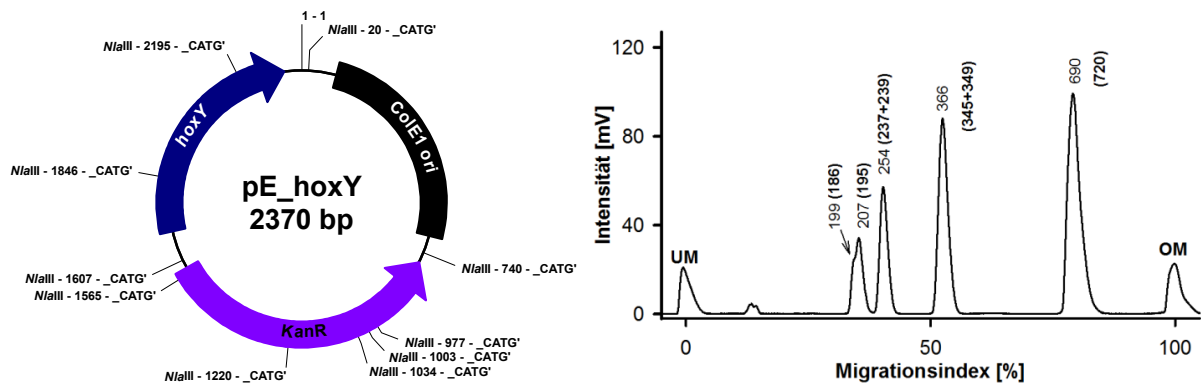 1 - 1
NlaIII - 20 - _CATG'
NlaIII - 2195 - _CATG'
hoxY
ColE1 ori
NlaIII - 1846 - _CATG'
pE_hoxY
2370 bp
NlaIII - 740 - _CATG'
NlaIII - 1607 - _CATG'
NlaIII - 1565 - _CATG'
KanR
NlaIII - 977 - _CATG'
NlaIII - 1003 - _CATG'
NlaIII - 1220 - _CATG'
NlaIII - 1034 - _CATG'
Intensität [mV]
120
80
40
0
UM
199 (186)
207 (195)
254 (237+239)
366
(345+349)
690
(720)
OM
0
50
100
Migrationsindex [%]